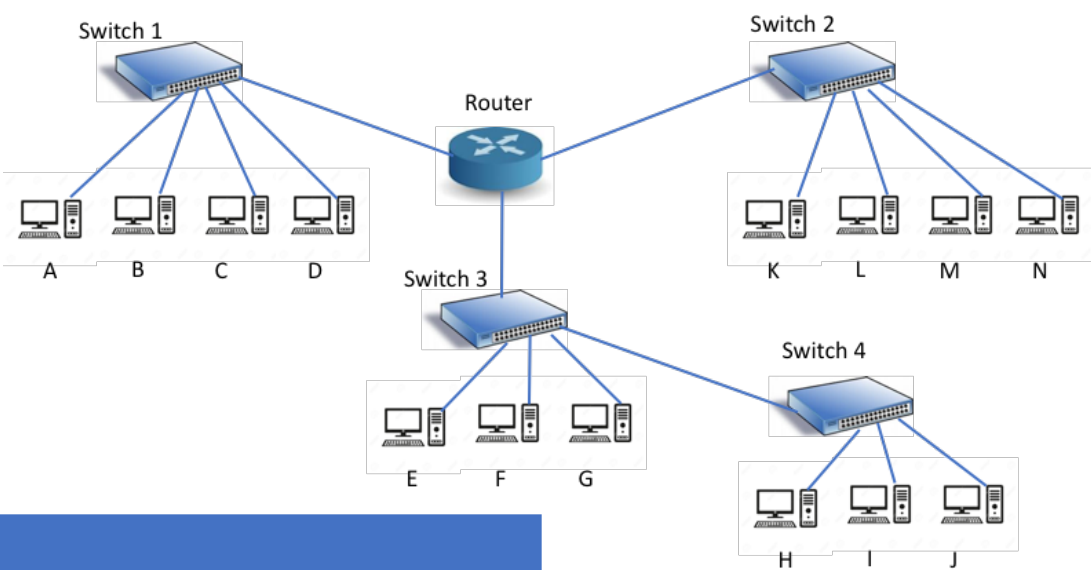 Switch 1
Switch 2
Router
A B C D
K L M N
Switch 3
Switch 4
E F G
H I J